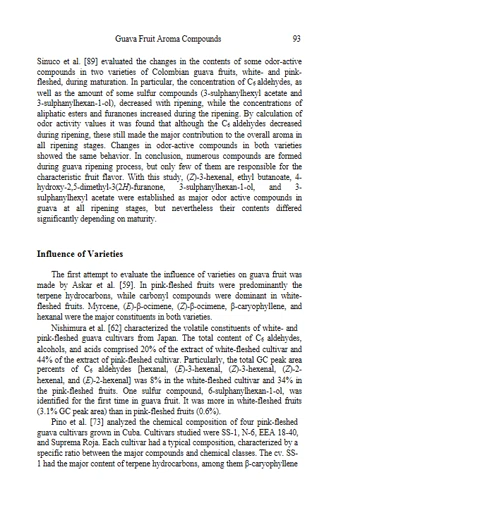 Guava Fruit Aroma Compounds 93
Sinuco et al. [89] evaluated the changes in the contents of some odor-active
compounds in two varieties of Colombian guava fruits, white- and pink-
fleshed, during maturation. In particular, the concentration of C₆ aldehydes, as
well as the amount of some sulfur compounds (3-sulphanylhexyl acetate and
3-sulphanylhexan-1-ol), decreased with ripening, while the concentrations of
aliphatic esters and furanones increased during the ripening. By calculation of
odor activity values it was found that although the C₆ aldehydes decreased
during ripening, these still made the major contribution to the overall aroma in
all ripening stages. Changes in odor-active compounds in both varieties
showed the same behavior. In conclusion, numerous compounds are formed
during guava ripening process, but only few of them are responsible for the
characteristic fruit flavor. With this study, (Z)-3-hexenal, ethyl butanoate, 4-
hydroxy-2,5-dimethyl-3(2H)-furanone, 3-sulphanylhexan-1-ol, and 3-
sulphanylhexyl acetate were established as major odor active compounds in
guava at all ripening stages, but nevertheless their contents differed
significantly depending on maturity.
Influence of Varieties
The first attempt to evaluate the influence of varieties on guava fruit was
made by Askar et al. [59]. In pink-fleshed fruits were predominantly the
terpene hydrocarbons, while carbonyl compounds were dominant in white-
fleshed fruits. Myrcene, (E)-β-ocimene, (Z)-β-ocimene, β-caryophyllene, and
hexanal were the major constituents in both varieties.
Nishimura et al. [62] characterized the volatile constituents of white- and
pink-fleshed guava cultivars from Japan. The total content of C₆ aldehydes,
alcohols, and acids comprised 20% of the extract of white-fleshed cultivar and
44% of the extract of pink-fleshed cultivar. Particularly, the total GC peak area
percents of C₆ aldehydes [hexanal, (E)-3-hexenal, (Z)-3-hexenal, (Z)-2-
hexenal, and (E)-2-hexenal] was 8% in the white-fleshed cultivar and 34% in
the pink-fleshed fruits. One sulfur compound, 6-sulphanylhexan-1-ol, was
identified for the first time in guava fruit. It was more in white-fleshed fruits
(3.1% GC peak area) than in pink-fleshed fruits (0.6%).
Pino et al. [73] analyzed the chemical composition of four pink-fleshed
guava cultivars grown in Cuba. Cultivars studied were SS-1, N-6, EEA 18-40,
and Suprema Roja. Each cultivar had a typical composition, characterized by a
specific ratio between the major compounds and chemical classes. The cv. SS-
1 had the major content of terpene hydrocarbons, among them β-caryophyllene